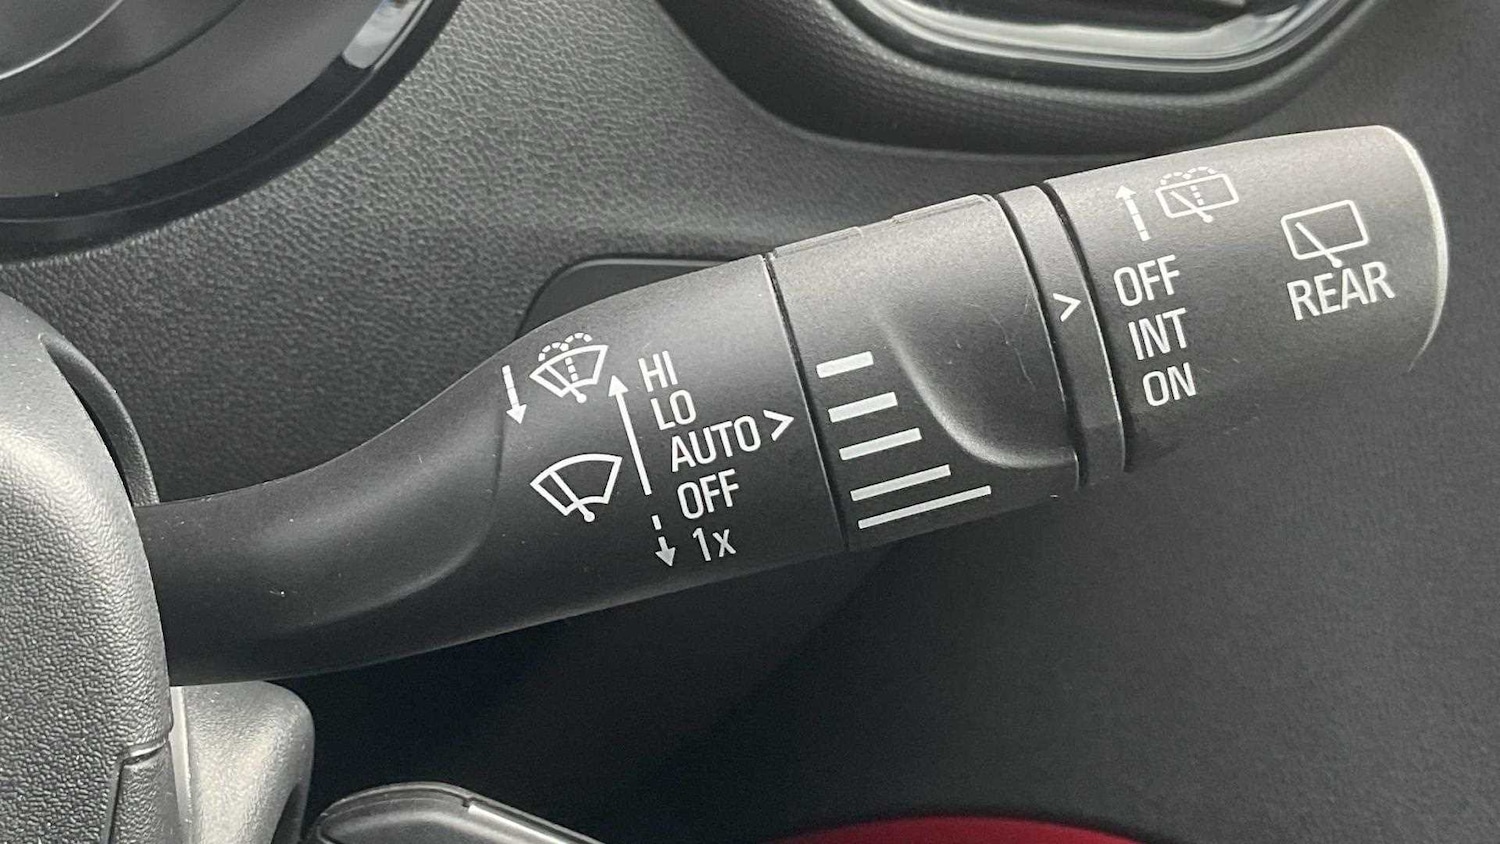 HI
LO
AUTO >
OFF
1x
>
OFF
INT
ON
REAR